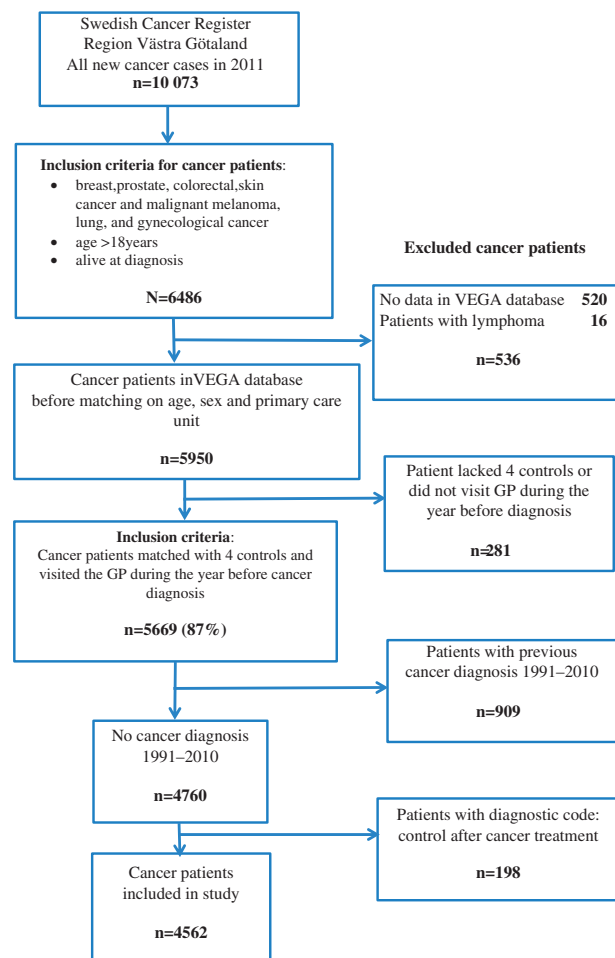 Swedish Cancer Register
Region Västra Götaland
All new cancer cases in 2011
n=10 073
Inclusion criteria for cancer patients:
• breast,prostate, colorectal,skin
cancer and malignant melanoma,
lung, and gynecological cancer
• age >18years
• alive at diagnosis
N=6486
Excluded cancer patients
No data in VEGA database 520
Patients with lymphoma 16
n=536
Cancer patients inVEGA database
before matching on age, sex and primary care
unit
n=5950
Patient lacked 4 controls or
did not visit GP during the
year before diagnosis
n=281
Inclusion criteria:
Cancer patients matched with 4 controls and
visited the GP during the year before cancer
diagnosis
n=5669 (87%)
Patients with previous
cancer diagnosis 1991–2010
n=909
No cancer diagnosis
1991–2010
n=4760
Patients with diagnostic code:
control after cancer treatment
n=198
Cancer patients
included in study
n=4562